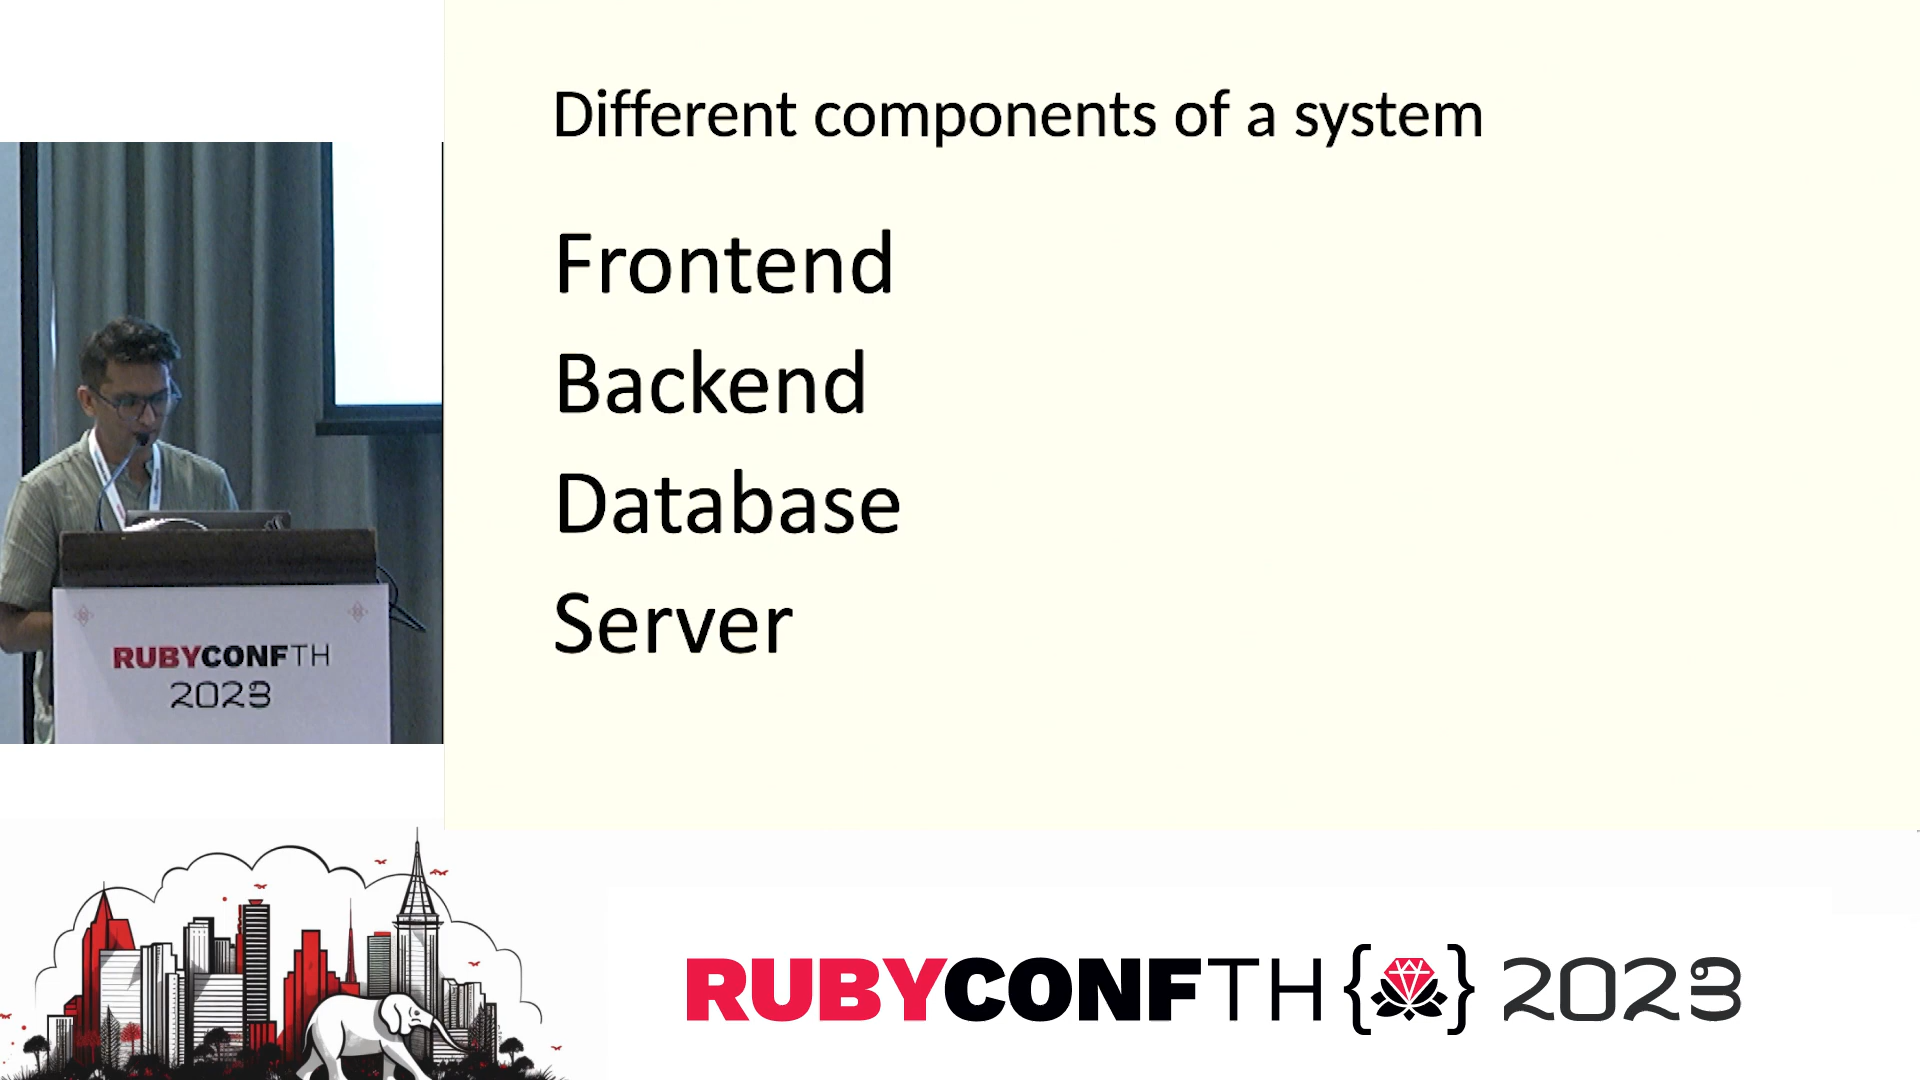 Different components of a system
Frontend
Backend
Database
Server
RUBYCONFTH
2023
RUBYCONFTH { } 2023